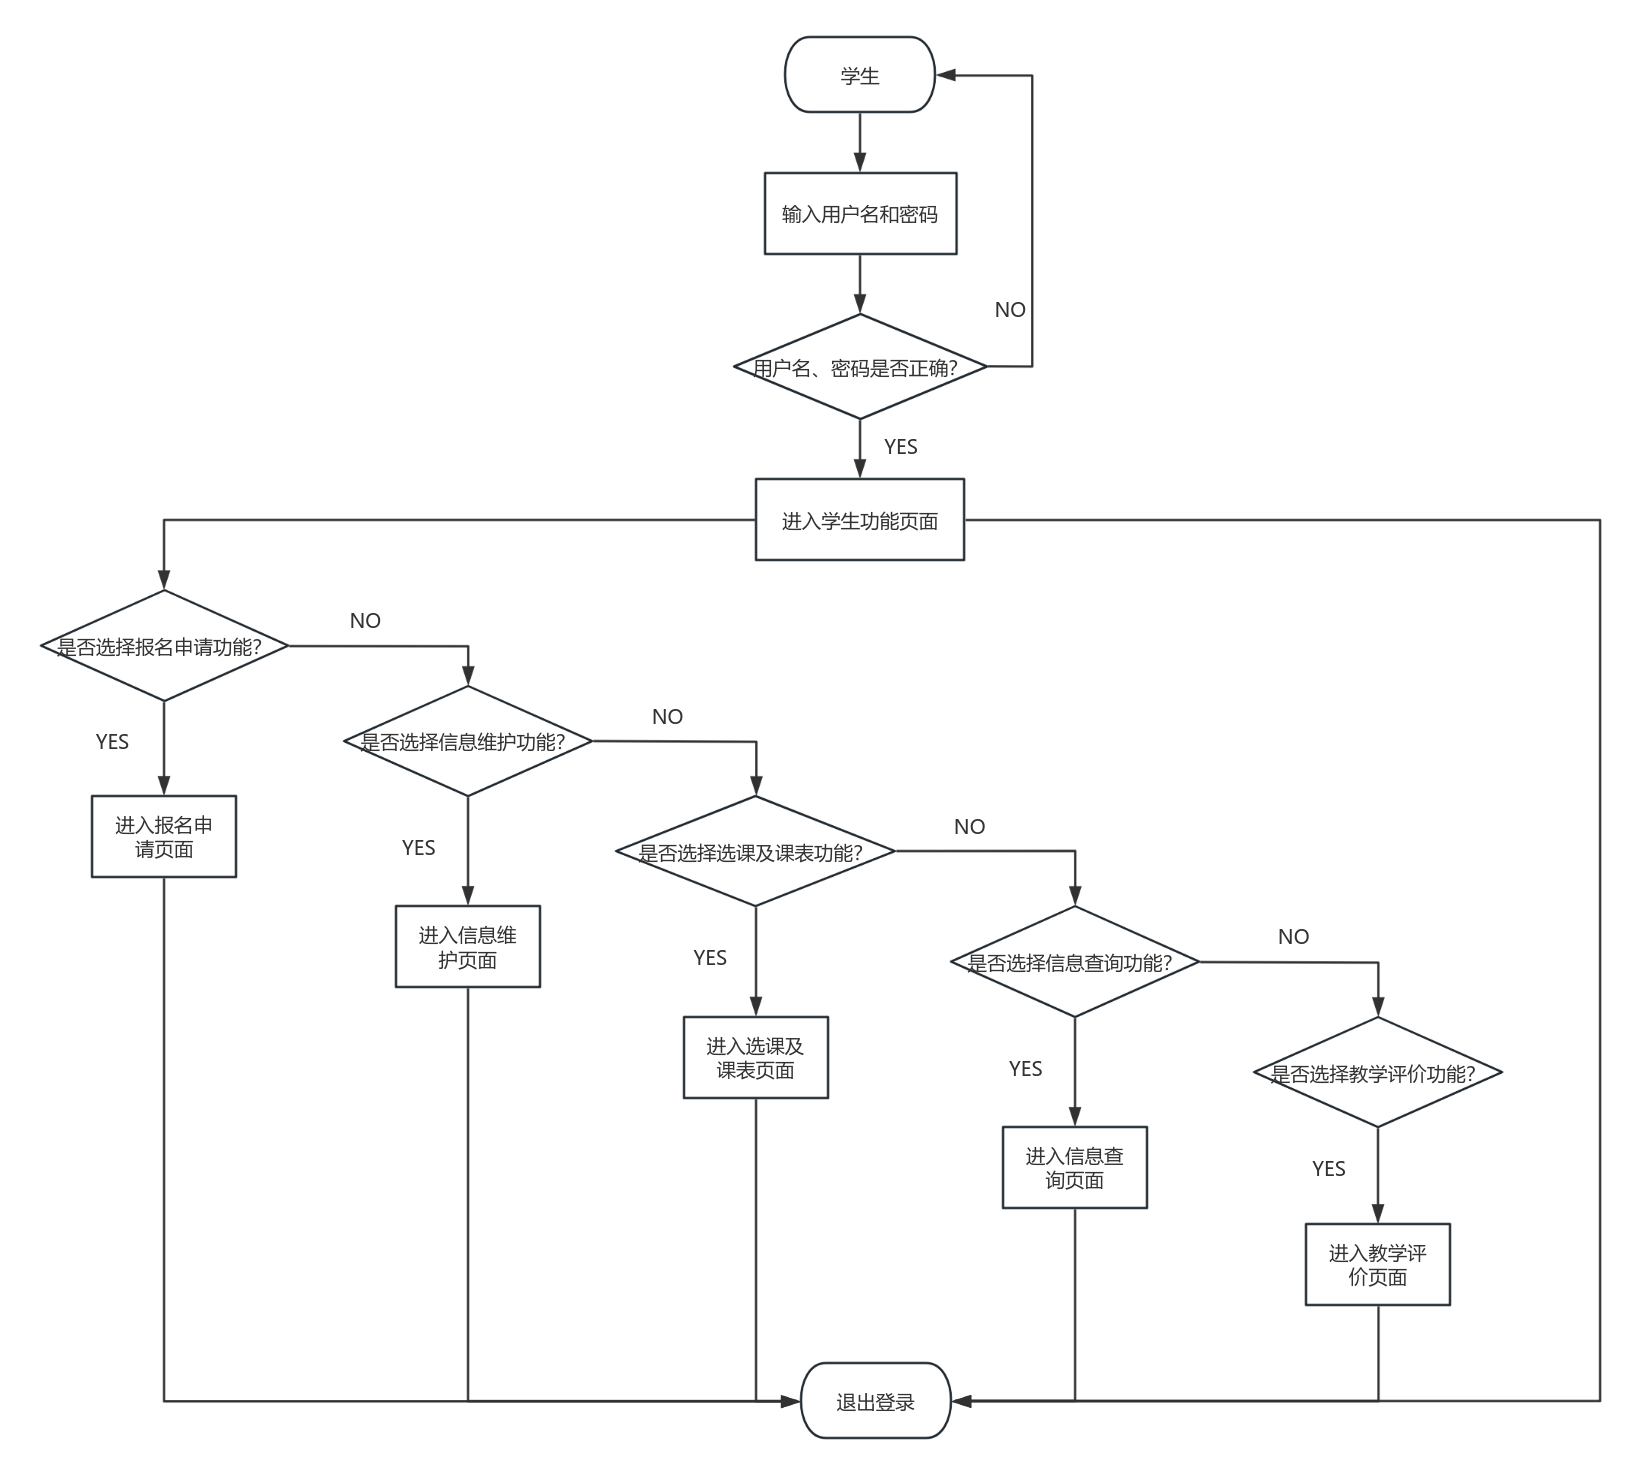 学生
输入用户名和密码
NO
用户名、密码是否正确?
YES
进入学生功能页面
NO
是否选择报名申请功能?
NO
YES
是否选择信息维护功能?
进入报名申
请页面
NO
YES
是否选择选课及课表功能?
进入信息维
护页面
NO
YES
是否选择信息查询功能?
进入选课及
课表页面
YES
是否选择教学评价功能?
进入信息查
询页面
YES
进入教学评
价页面
退出登录